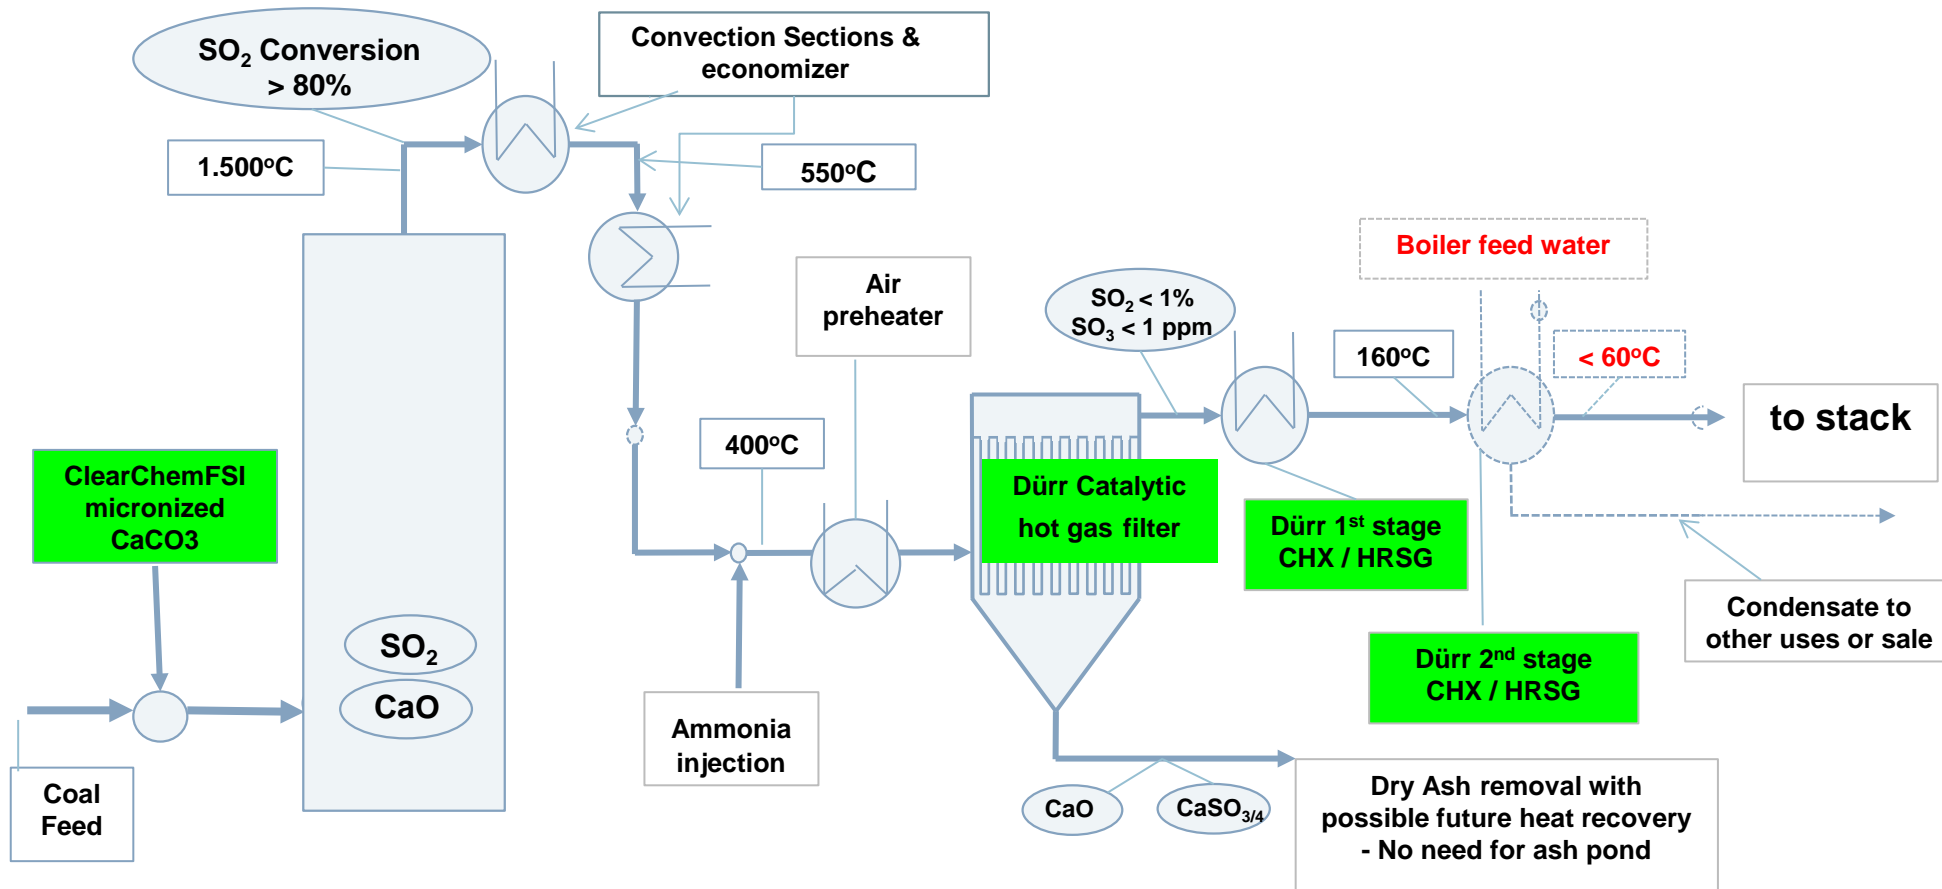 SO₂ Conversion
> 80%
Convection Sections &
economizer
1.500°C
550°C
Boiler feed water
Air
preheater
SO₂ < 1%
SO₃ < 1 ppm
160°C
< 60°C
to stack
400°C
ClearChemFSI
micronized
CaCO3
Dürr Catalytic
hot gas filter
Dürr 1st stage
CHX / HRSG
Condensate to
other uses or sale
SO₂
CaO
Dürr 2nd stage
CHX / HRSG
Ammonia
injection
Coal
Feed
CaO
CaSO₃/₄
Dry Ash removal with
possible future heat recovery
- No need for ash pond